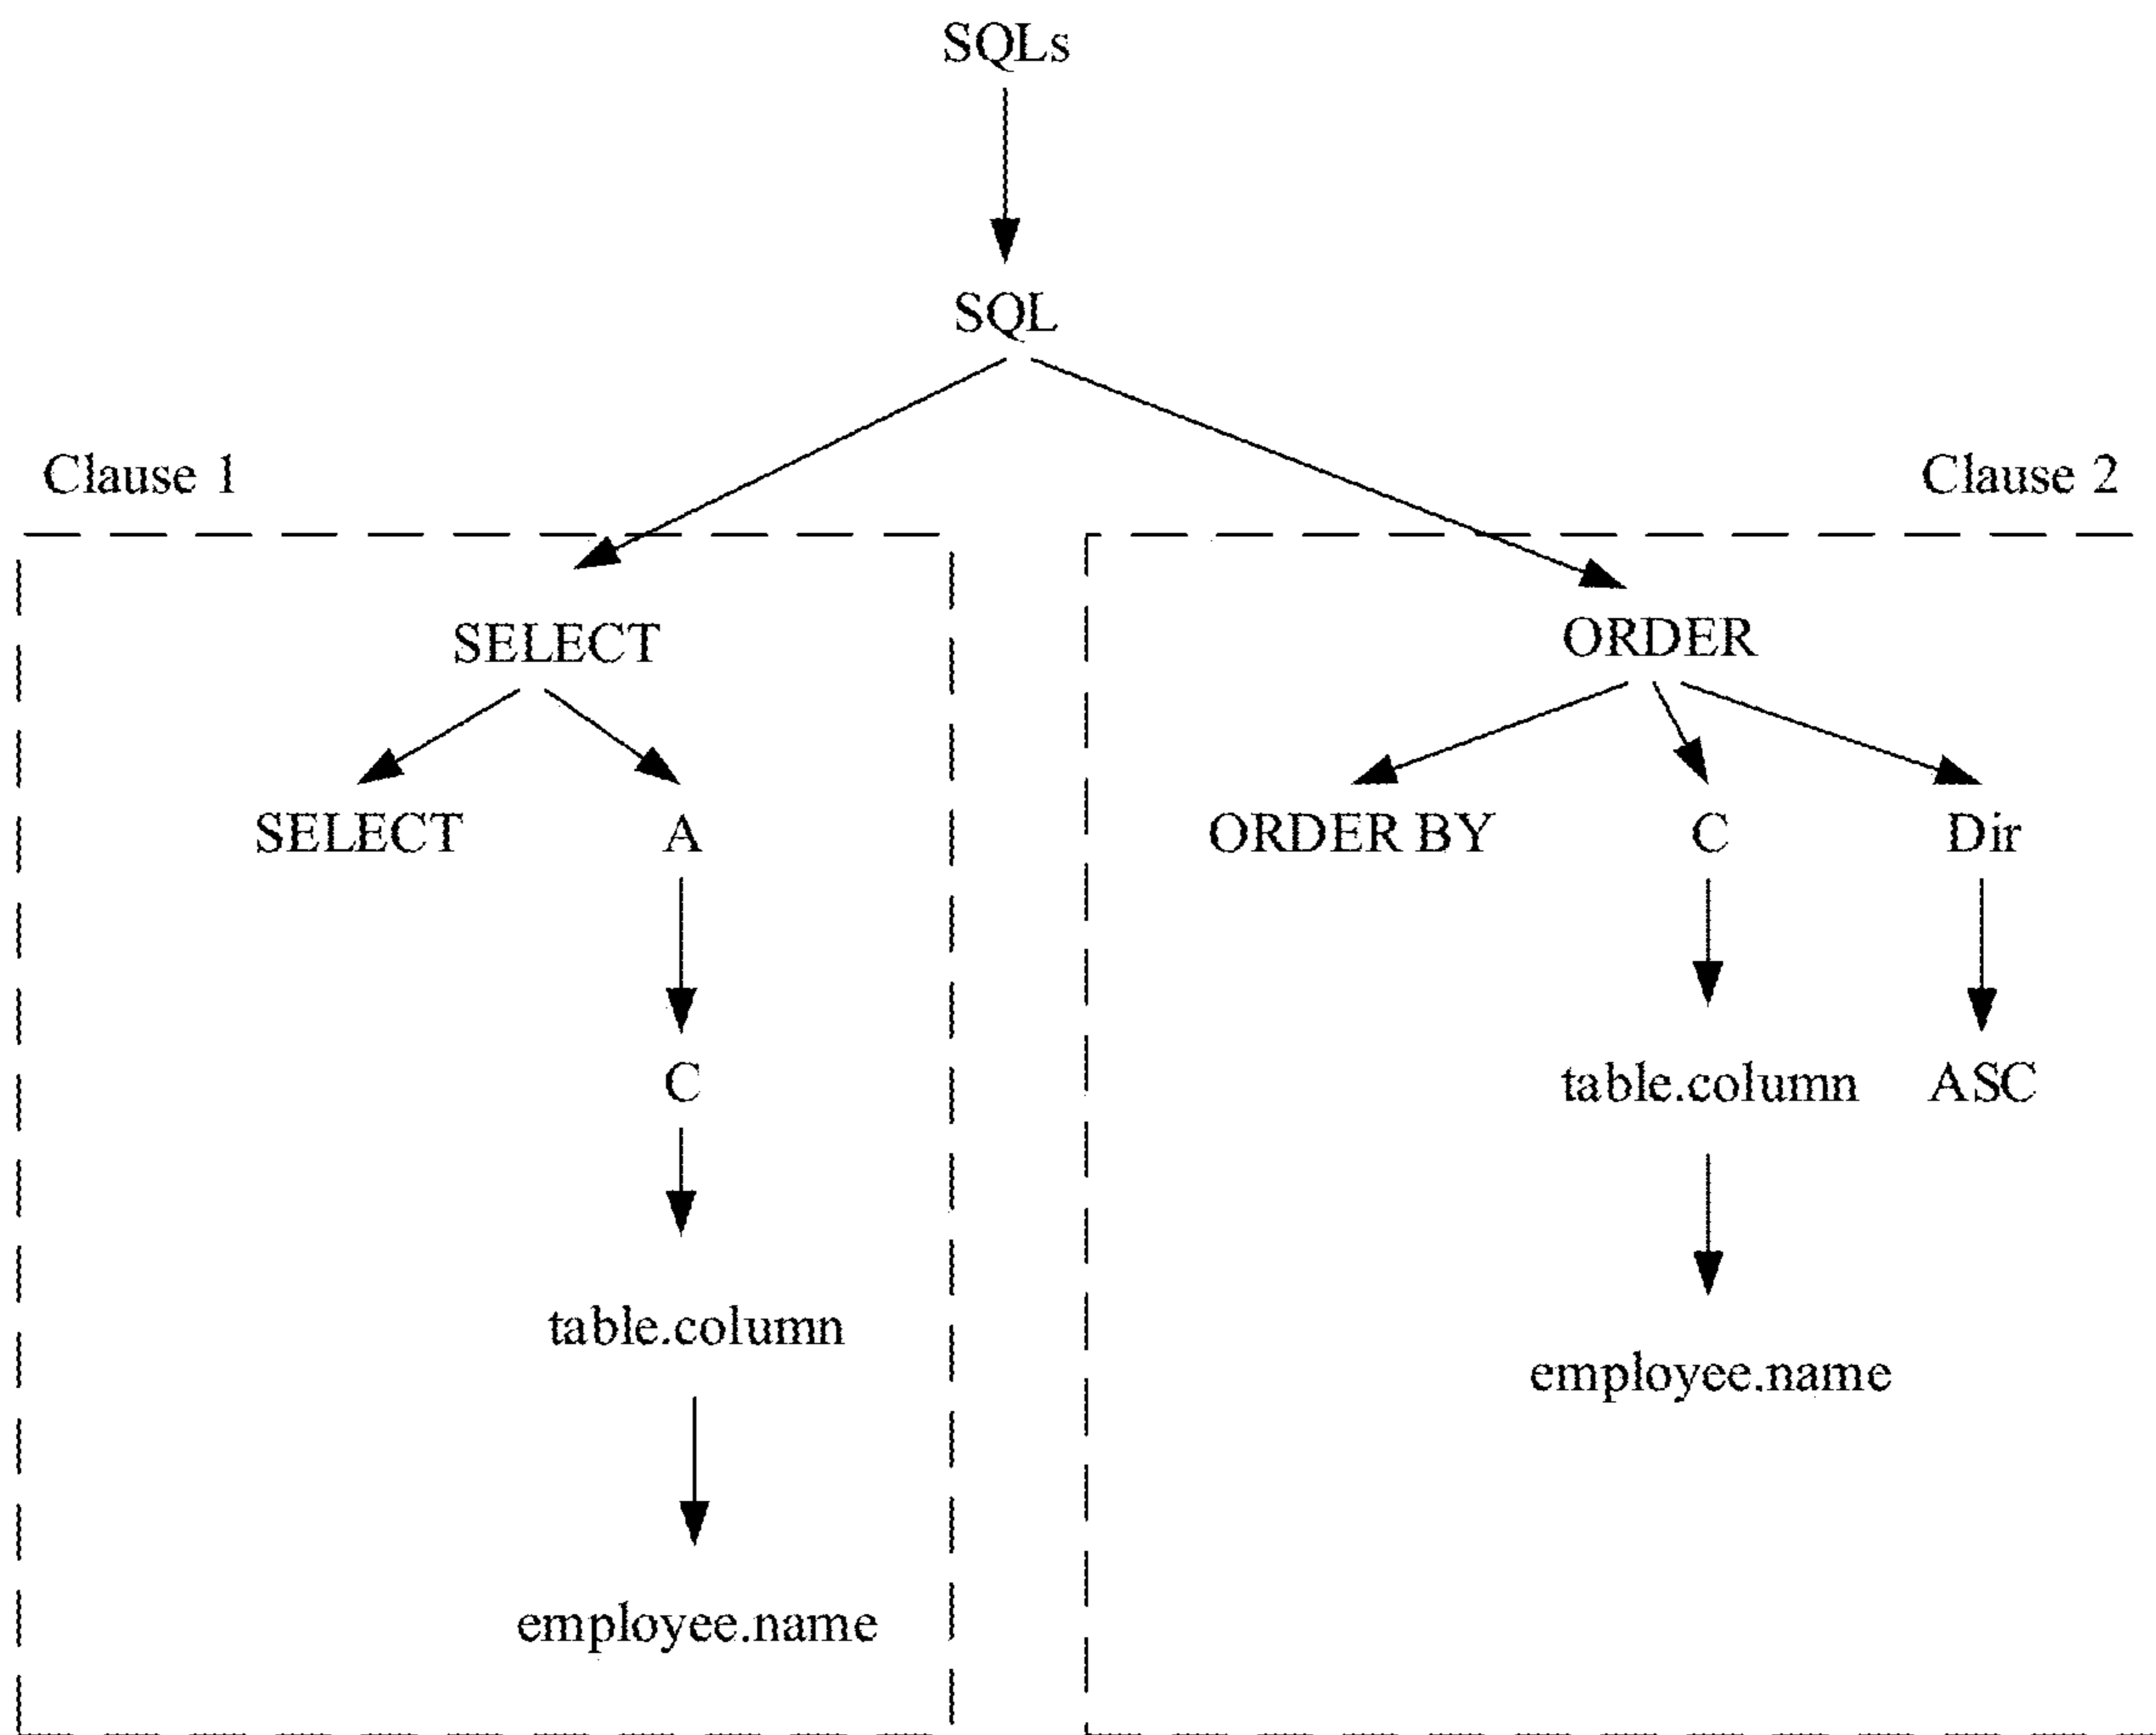 SQLs
SQL
Clause 1
Clause 2
SELECT
ORDER
SELECT
A
ORDER BY
C
Dir
C
table.column
ASC
table.column
employee.name
employee.name